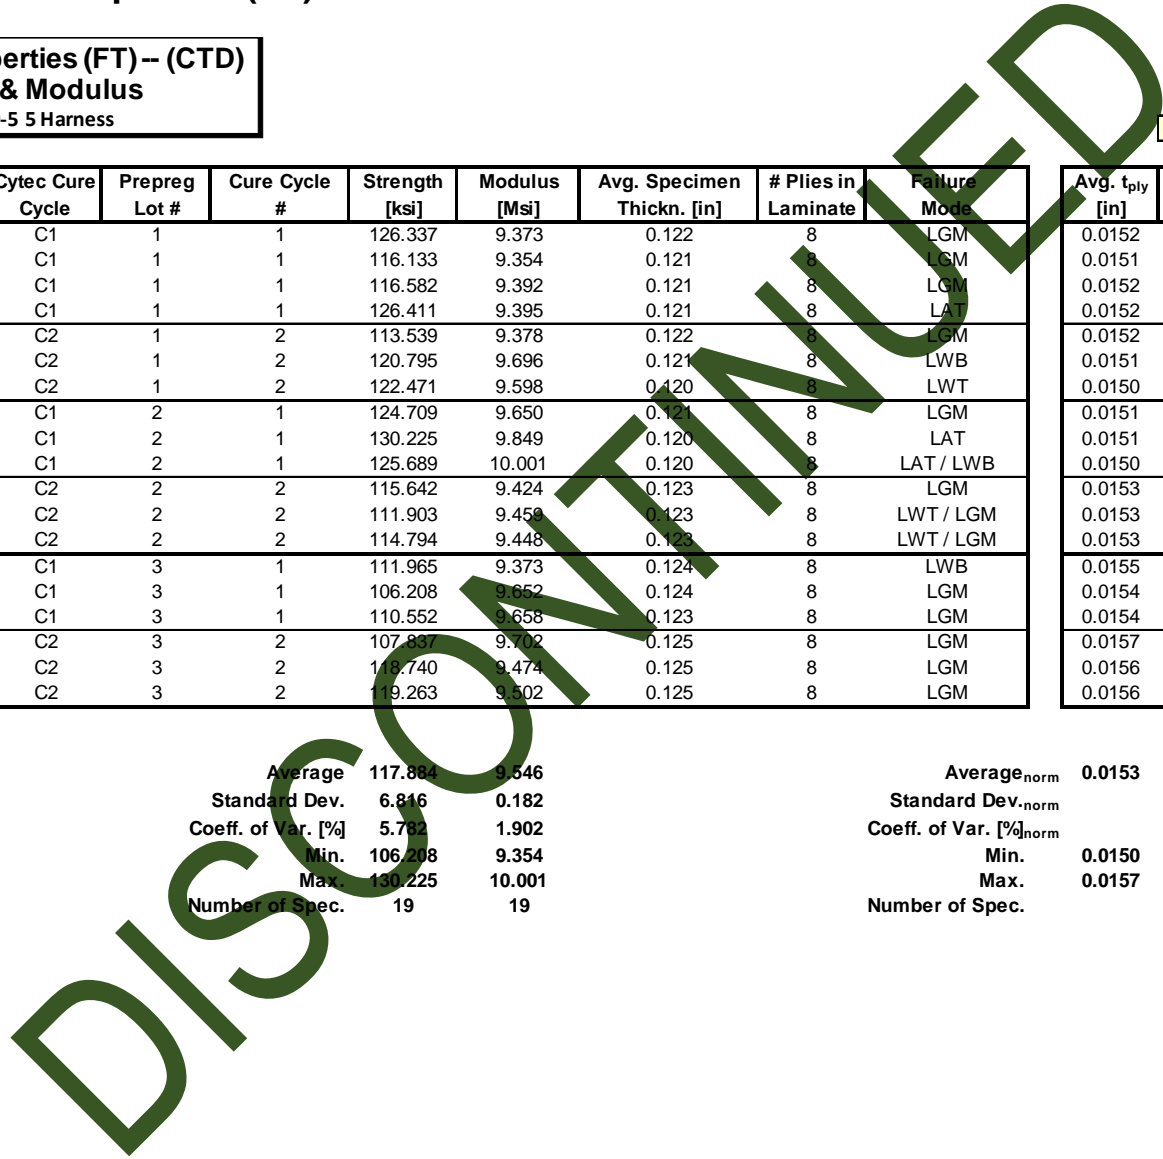 perties (FT) -- (CTD)
& Modulus
-5 5 Harness
Cytec Cure Prepreg Cure Cycle Strength Modulus Avg. Specimen # Plies in Failure Avg. tply
Cycle Lot # # [ksi] [Msi] Thickn. [in] Laminate Mode [in]
C1 1 1 126.337 9.373 0.122 8 LGM 0.0152
C1 1 1 116.133 9.354 0.121 8 LGM 0.0151
C1 1 1 116.582 9.392 0.121 8 LGM 0.0152
C1 1 1 126.411 9.395 0.121 8 LAT 0.0152
C2 1 2 113.539 9.378 0.122 8 LGM 0.0152
C2 1 2 120.795 9.696 0.121 8 LWB 0.0151
C2 1 2 122.471 9.598 0.120 8 LWT 0.0150
C1 2 1 124.709 9.650 0.121 8 LGM 0.0151
C1 2 1 130.225 9.849 0.120 8 LAT 0.0151
C1 2 1 125.689 10.001 0.120 8 LAT / LWB 0.0150
C2 2 2 115.642 9.424 0.123 8 LGM 0.0153
C2 2 2 111.903 9.459 0.123 8 LWT / LGM 0.0153
C2 2 2 114.794 9.448 0.123 8 LWT / LGM 0.0153
C1 3 1 111.965 9.373 0.124 8 LWB 0.0155
C1 3 1 106.208 9.652 0.124 8 LGM 0.0154
C1 3 1 110.552 9.658 0.123 8 LGM 0.0154
C2 3 2 107.837 9.702 0.125 8 LGM 0.0157
C2 3 2 118.740 9.474 0.125 8 LGM 0.0156
C2 3 2 119.263 9.502 0.125 8 LGM 0.0156
Average 117.884 9.546 Averagenorm 0.0153
Standard Dev. 6.816 0.182 Standard Dev.norm
Coeff. of Var. [%] 5.782 1.902 Coeff. of Var. [%]norm
Min. 106.208 9.354 Min. 0.0150
Max. 130.225 10.001 Max. 0.0157
Number of Spec. 19 19 Number of Spec.
DISCONTINUED